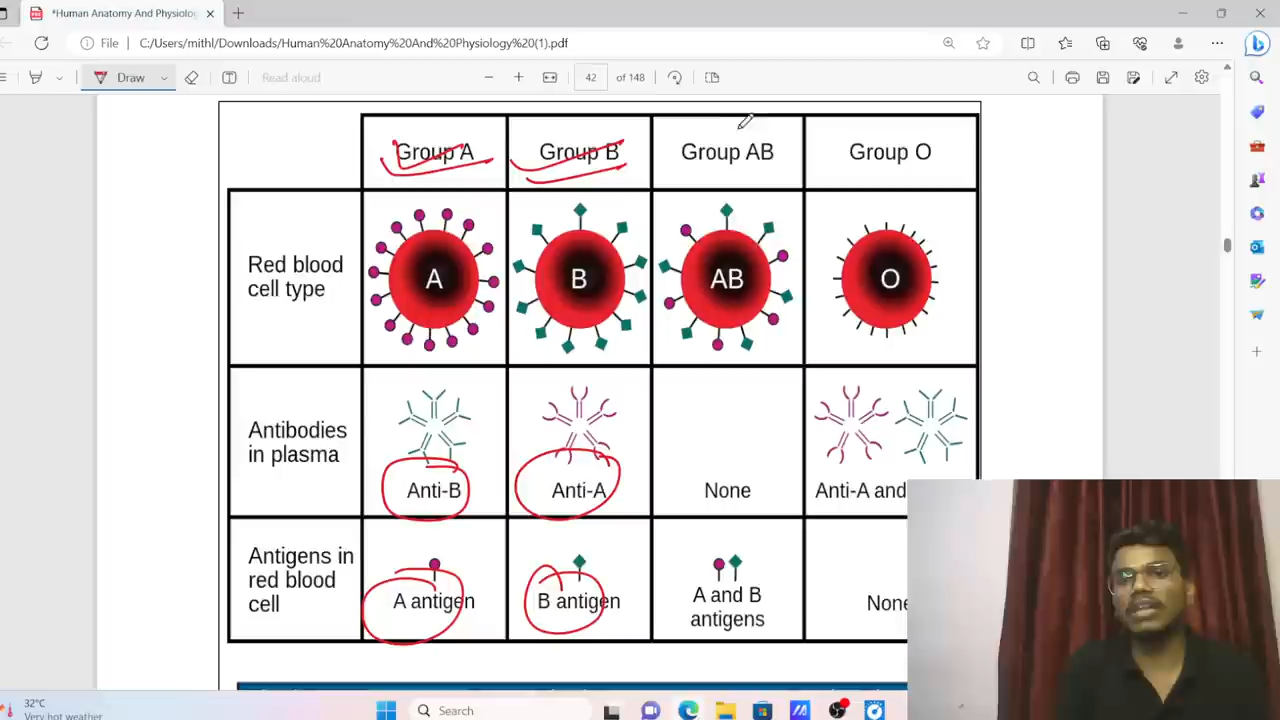 *Human Anatomy And Physiolog
File
C:/Users/mithl/Downloads/Human%20Anatomy%20And%20Physiology%20(1).pdf
Draw
Read aloud
42
of 148
Group A
Group B
Group AB
Group O
Red blood
cell type
A
B
AB
O
Antibodies
in plasma
Anti-B
Anti-A
None
Anti-A and
Antigens in
red blood
cell
A antigen
B antigen
A and B
antigens
None
32°C
Very hot weather
Search